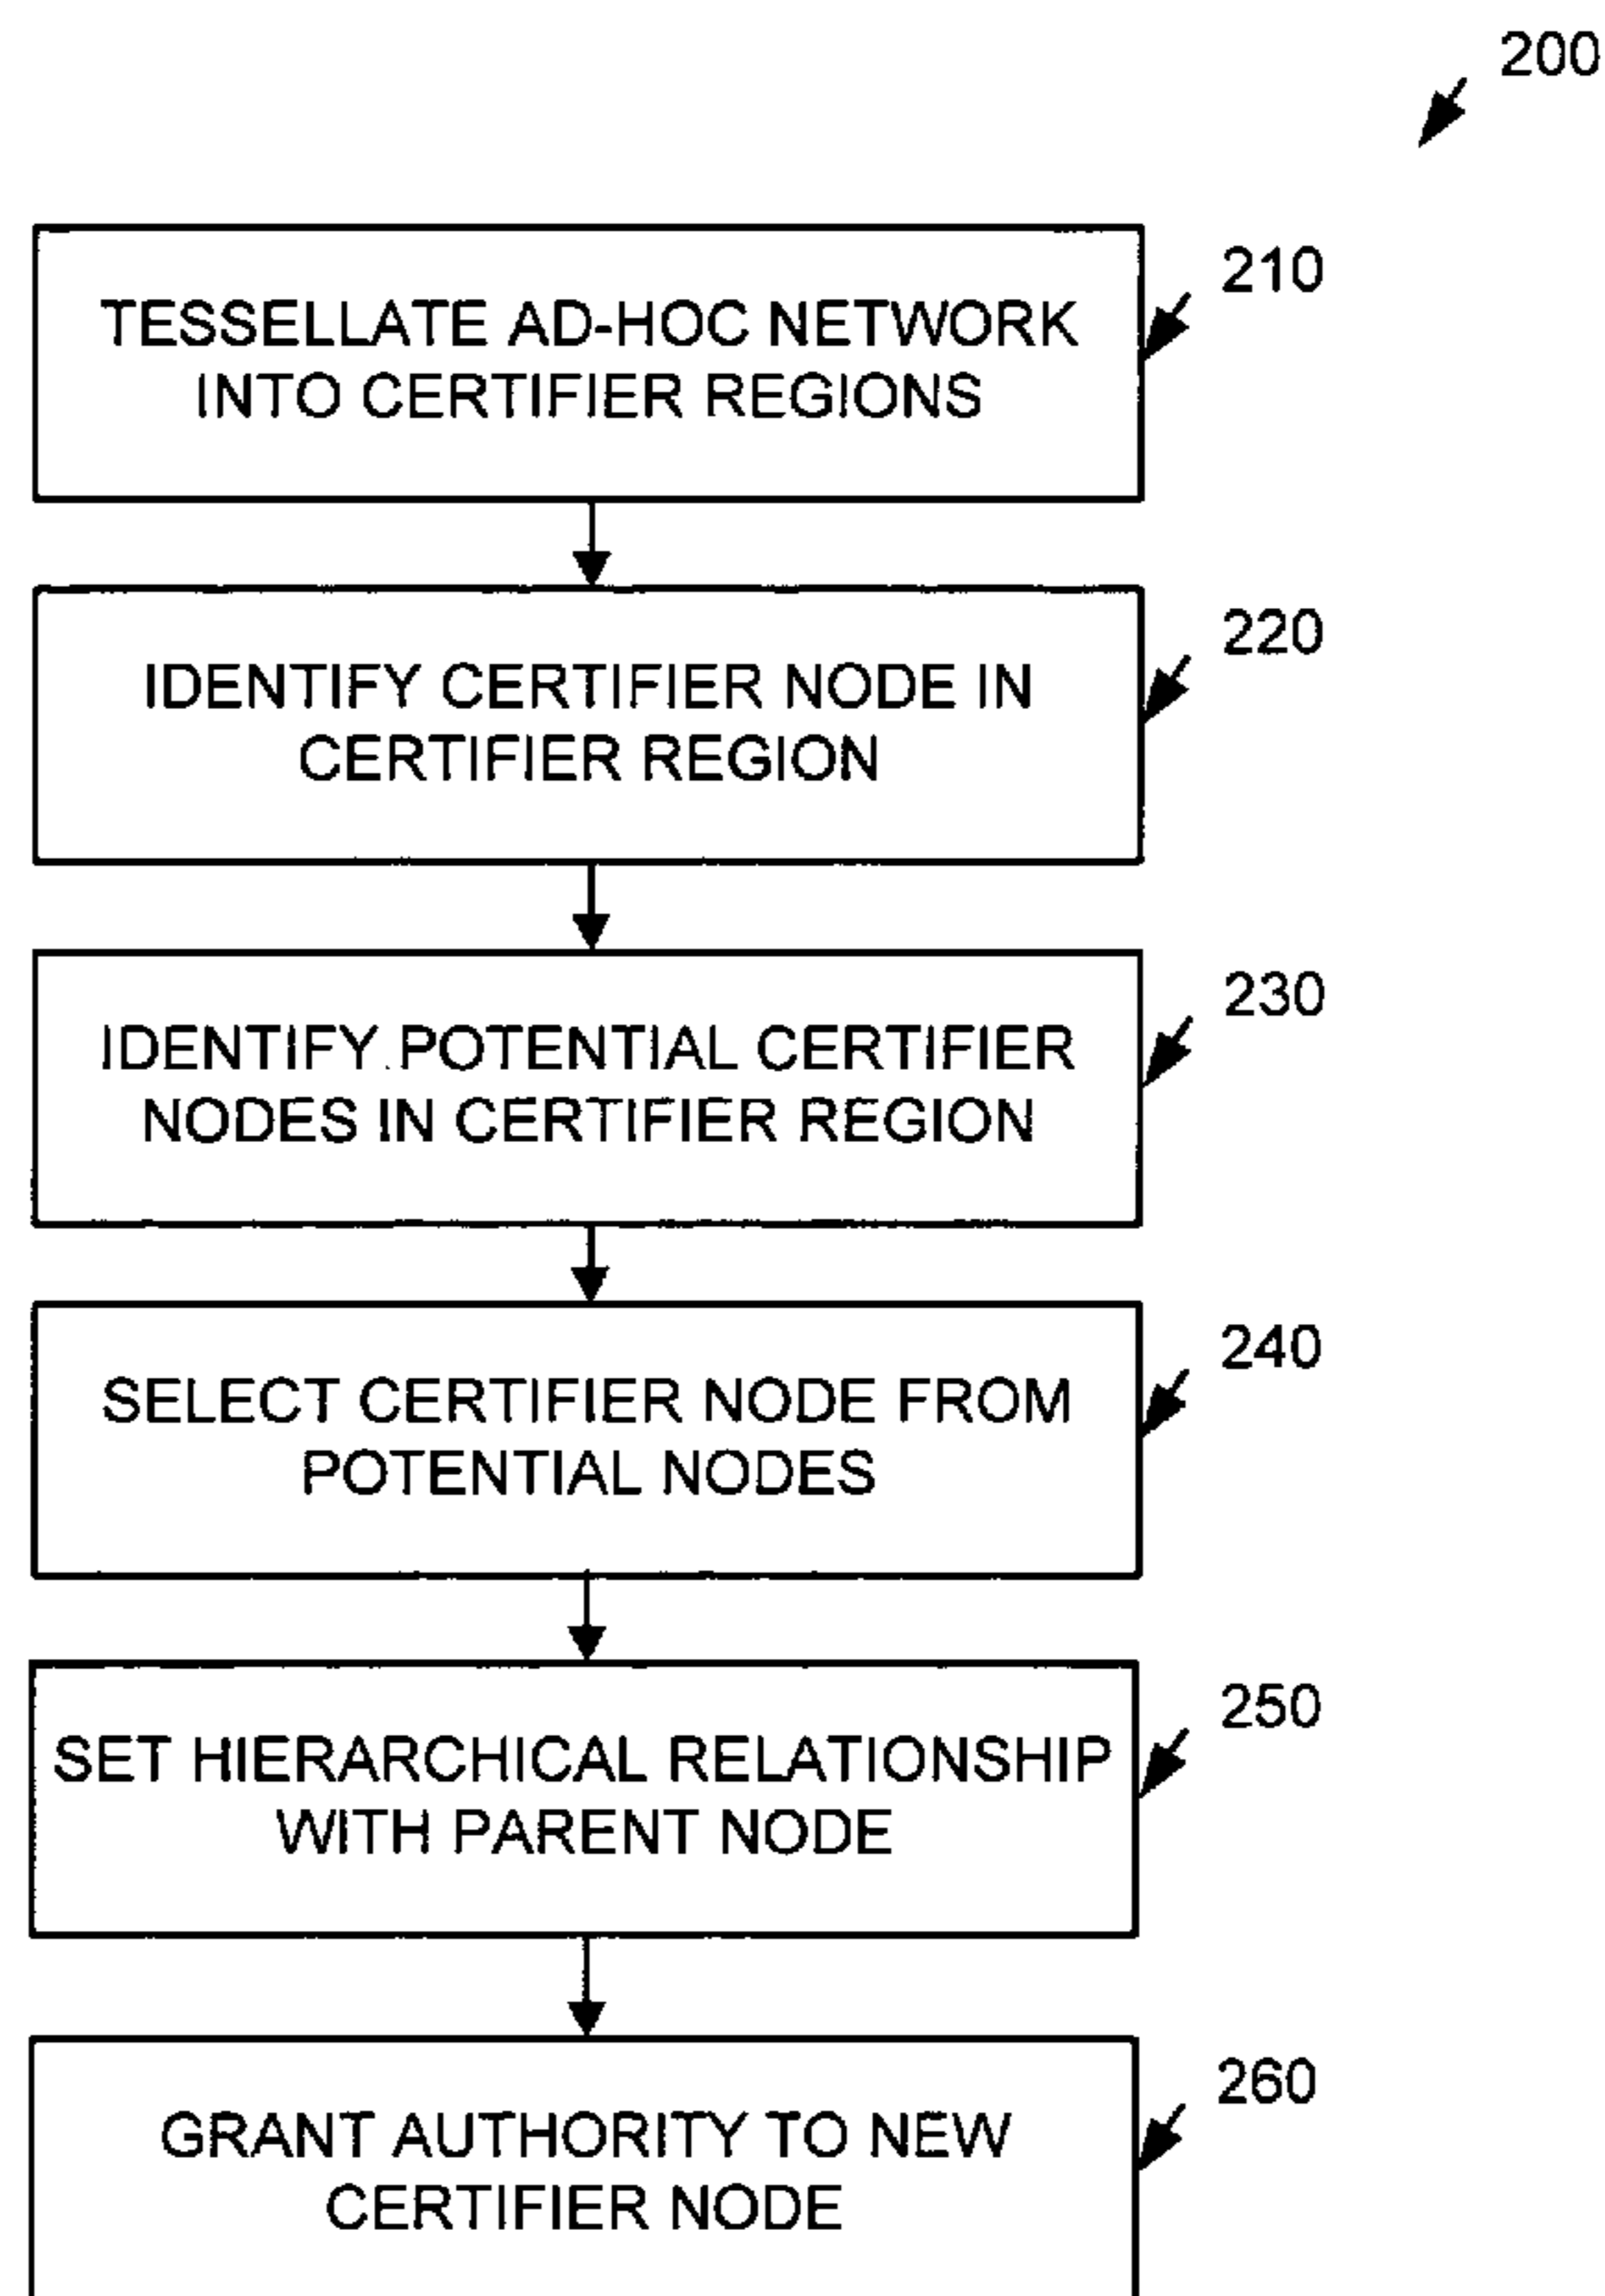 200
210
TESSELLATE AD-HOC NETWORK
INTO CERTIFIER REGIONS
220
IDENTIFY CERTIFIER NODE IN
CERTIFIER REGION
230
IDENTIFY POTENTIAL CERTIFIER
NODES IN CERTIFIER REGION
240
SELECT CERTIFIER NODE FROM
POTENTIAL NODES
250
SET HIERARCHICAL RELATIONSHIP
WITH PARENT NODE
260
GRANT AUTHORITY TO NEW
CERTIFIER NODE